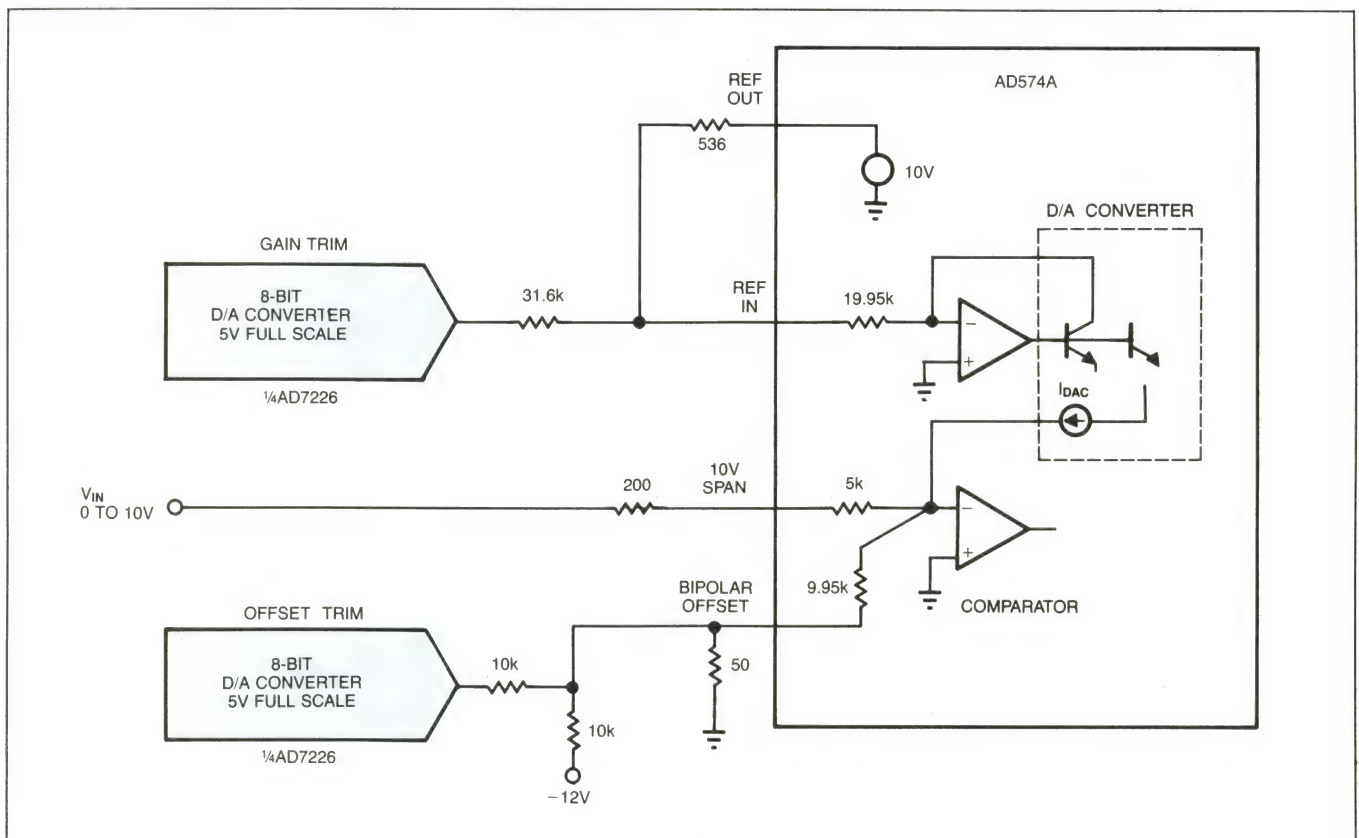 AD574A
REF
OUT
536
10V
D/A CONVERTER
GAIN TRIM
8-BIT
D/A CONVERTER
5V FULL SCALE
¼AD7226
31.6k
REF
IN
19.95k
−
+
IDAC
VIN
0 TO 10V
200
10V
SPAN
5k
−
+
COMPARATOR
9.95k
BIPOLAR
OFFSET
50
OFFSET TRIM
8-BIT
D/A CONVERTER
5V FULL SCALE
¼AD7226
10k
10k
−12V